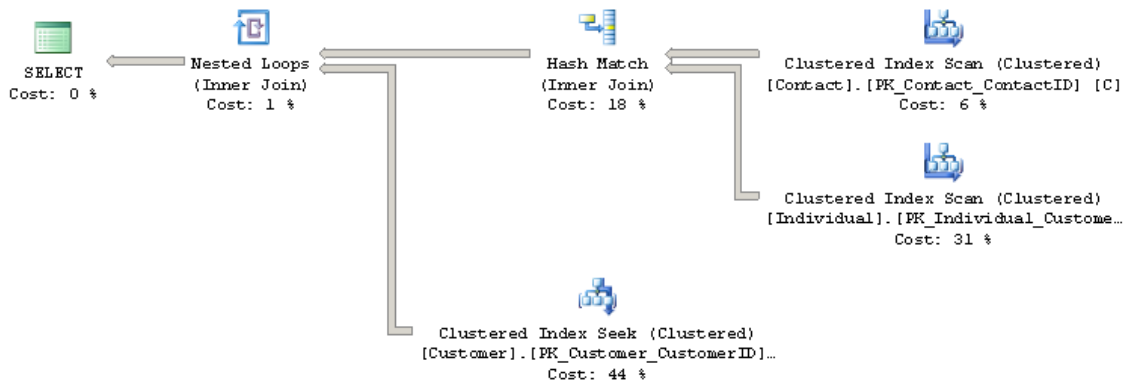 SELECT
Cost: 0 %
Nested Loops
(Inner Join)
Cost: 1 %
Hash Match
(Inner Join)
Cost: 18 %
Clustered Index Scan (Clustered)
[Contact].[PK_Contact_ContactID] [C]
Cost: 6 %
Clustered Index Scan (Clustered)
[Individual].[PK_Individual_Custome…
Cost: 31 %
Clustered Index Seek (Clustered)
[Customer].[PK_Customer_CustomerID]…
Cost: 44 %